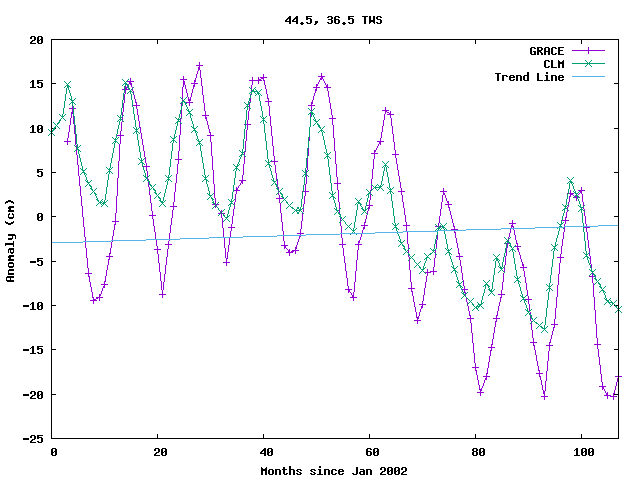 44.5, 36.5 TWS
GRACE
CLM
Trend Line
20
15
10
5
0
-5
-10
-15
-20
-25
Anomaly (cm)
0 20 40 60 80 100
Months since Jan 2002